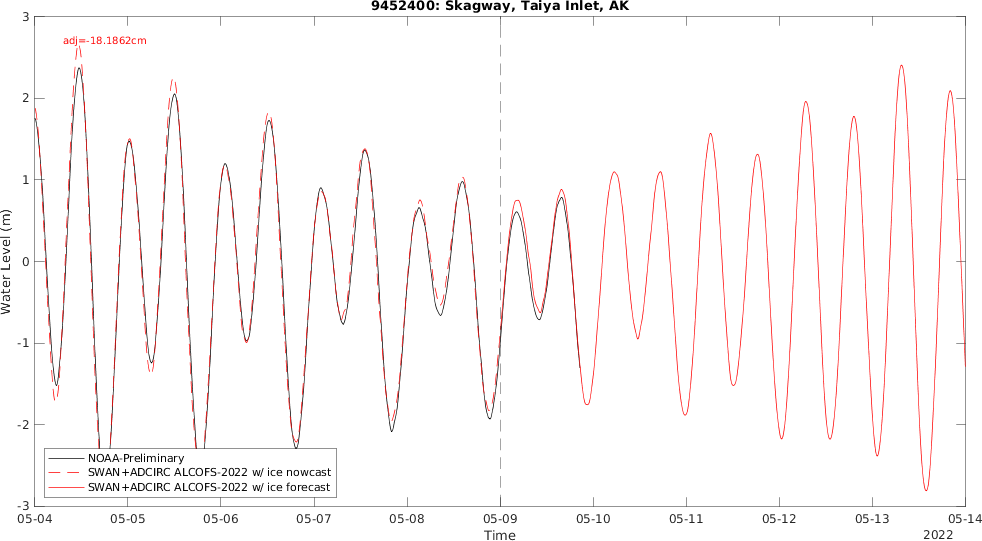 9452400: Skagway, Taiya Inlet, AK
adj=-18.1862cm
3
2
1
0
-1
-2
-3
Water Level (m)
NOAA-Preliminary
SWAN+ADCIRC ALCOFS-2022 w/ ice nowcast
SWAN+ADCIRC ALCOFS-2022 w/ ice forecast
05-04 05-05 05-06 05-07 05-08 05-09 05-10 05-11 05-12 05-13 05-14
Time
2022